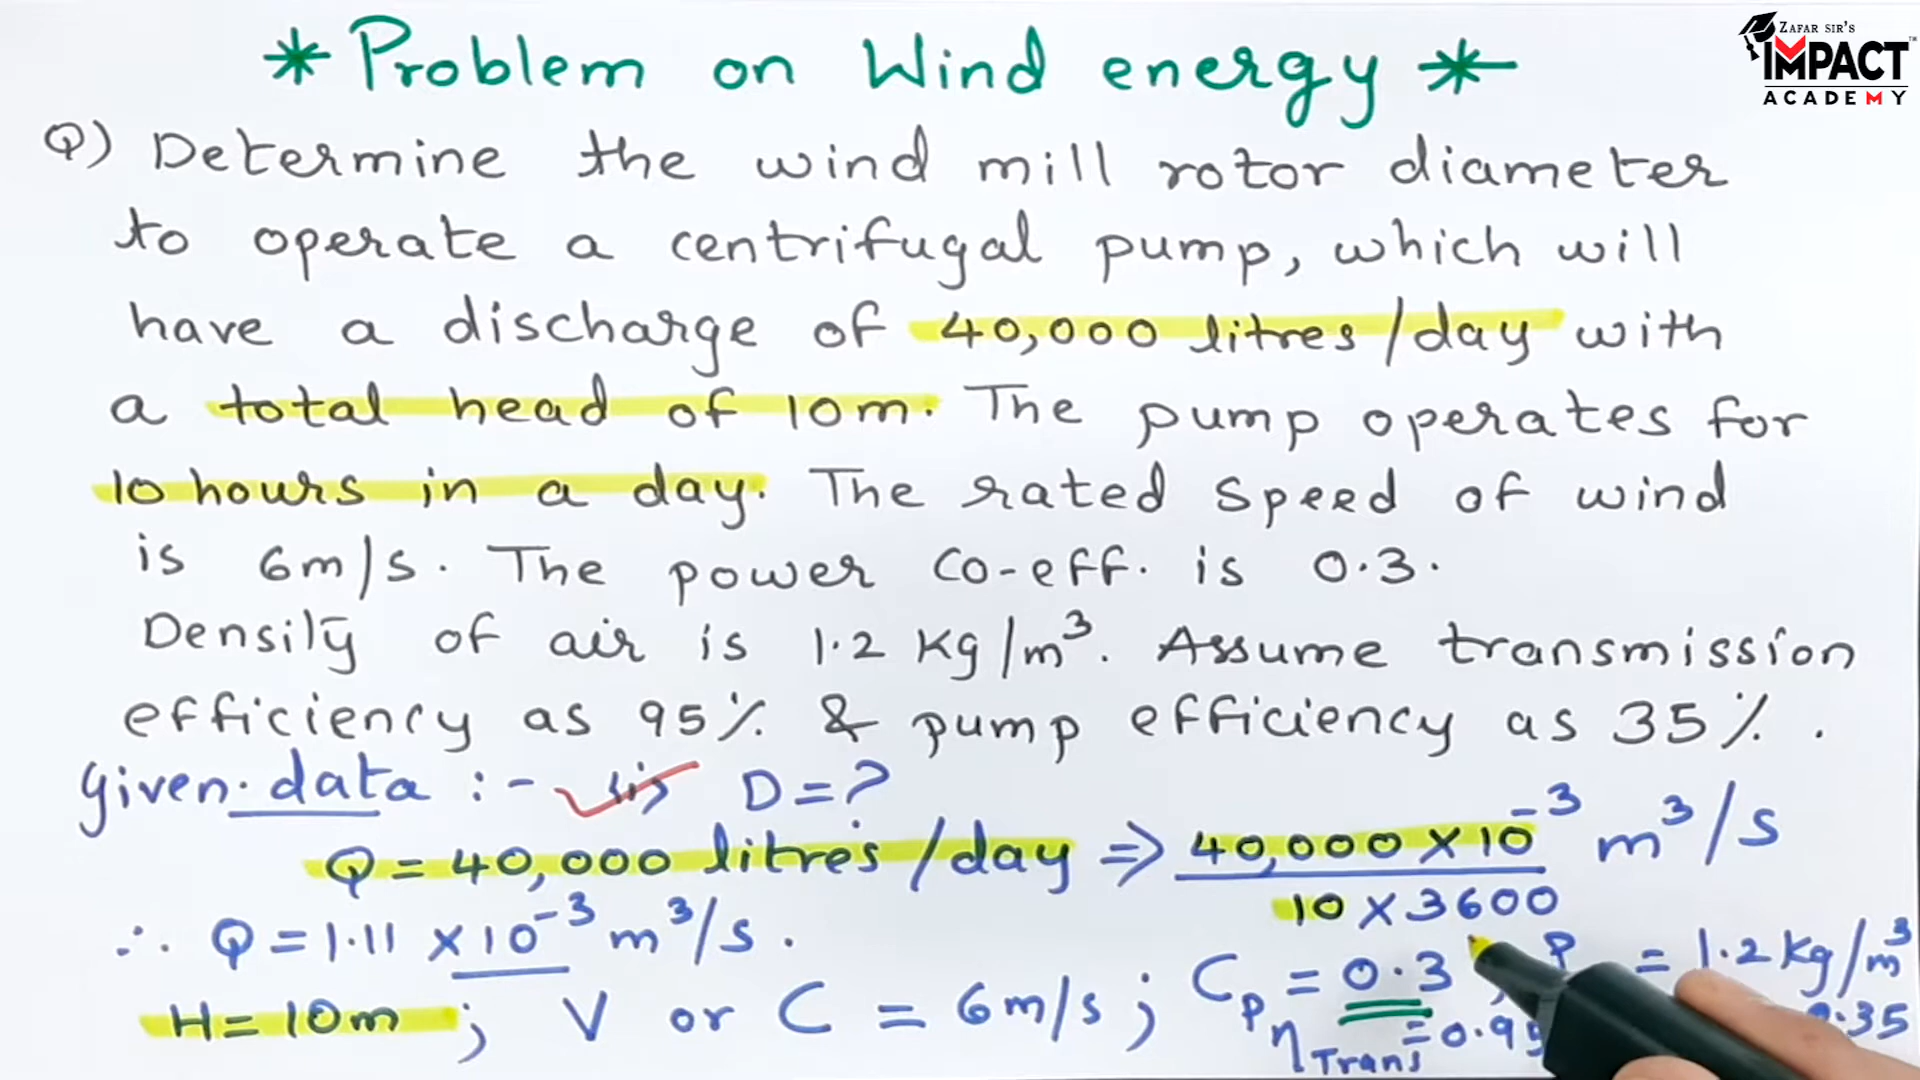 * Problem on Wind energy *
ZAFAR SIR'S
IMPACT™
ACADEMY
Q) Determine the wind mill rotor diameter
to operate a centrifugal pump, which will
have a discharge of 40,000 litres/day with
a total head of 10m. The pump operates for
10 hours in a day. The rated speed of wind
is 6m/s. The power co-eff. is 0.3.
Density of air is 1.2 Kg/m³. Assume transmission
efficiency as 95% & pump efficiency as 35%.
given data :- D=?
Q = 40,000 litres/day ⇒ 40,000 × 10⁻³ m³/s
10 × 3600
∴ Q = 1.11 × 10⁻³ m³/s.
H = 10m ; V or C = 6m/s ; Cp = 0.3 = 1.2 Kg/m³
ηTrans = 0.95 0.35